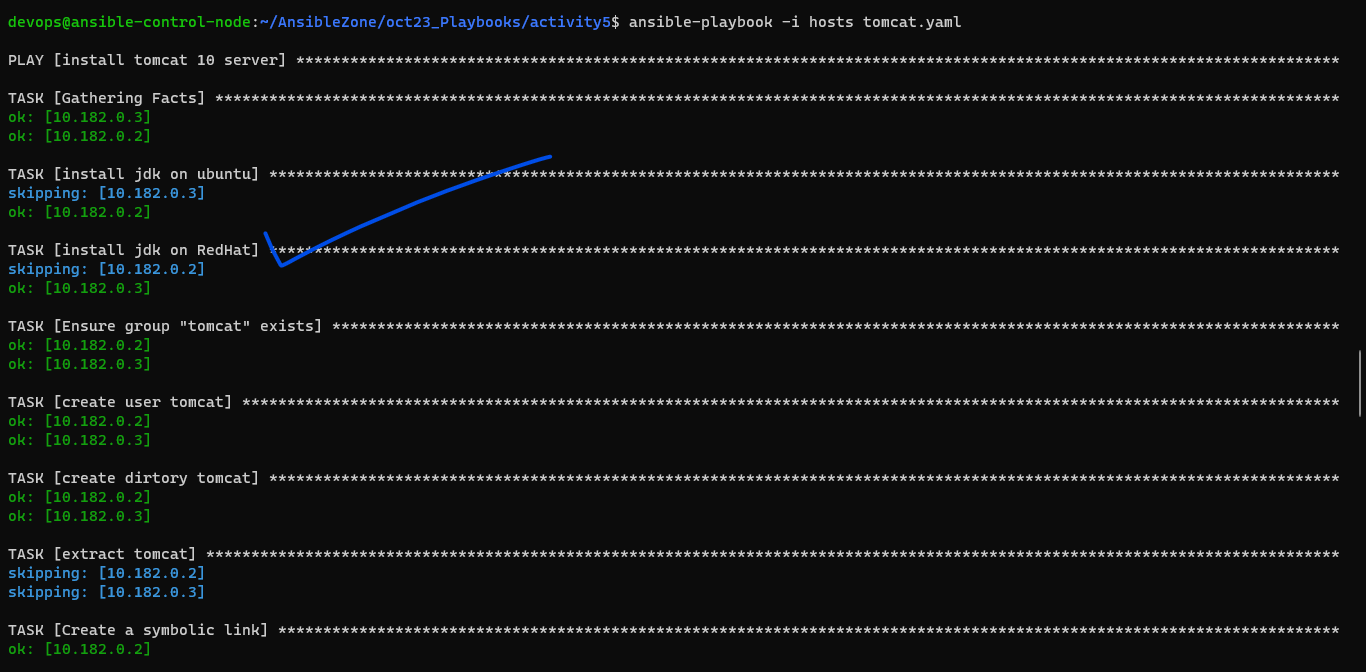 devops@ansible-control-node:~/AnsibleZone/oct23_Playbooks/activity5$ ansible-playbook -i hosts tomcat.yaml
PLAY [install tomcat 10 server] ********************************************************************************************************************
TASK [Gathering Facts] *****************************************************************************************************************************
ok: [10.182.0.3]
ok: [10.182.0.2]
TASK [install jdk on ubuntu] ***********************************************************************************************************************
skipping: [10.182.0.3]
ok: [10.182.0.2]
TASK [install jdk on RedHat] ***********************************************************************************************************************
skipping: [10.182.0.2]
ok: [10.182.0.3]
TASK [Ensure group "tomcat" exists] ****************************************************************************************************************
ok: [10.182.0.2]
ok: [10.182.0.3]
TASK [create user tomcat] **************************************************************************************************************************
ok: [10.182.0.2]
ok: [10.182.0.3]
TASK [create dirtory tomcat] ***********************************************************************************************************************
ok: [10.182.0.2]
ok: [10.182.0.3]
TASK [extract tomcat] ******************************************************************************************************************************
skipping: [10.182.0.2]
skipping: [10.182.0.3]
TASK [Create a symbolic link] **********************************************************************************************************************
ok: [10.182.0.2]